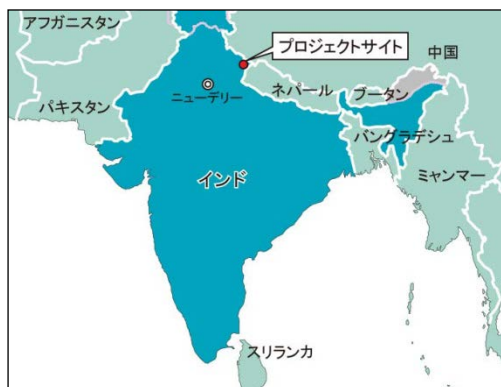 アフガニスタン
プロジェクトサイト
中国
ネパール
ブータン
ニューデリー
パキスタン
バングラデシュ
インド
ミャンマー
スリランカ